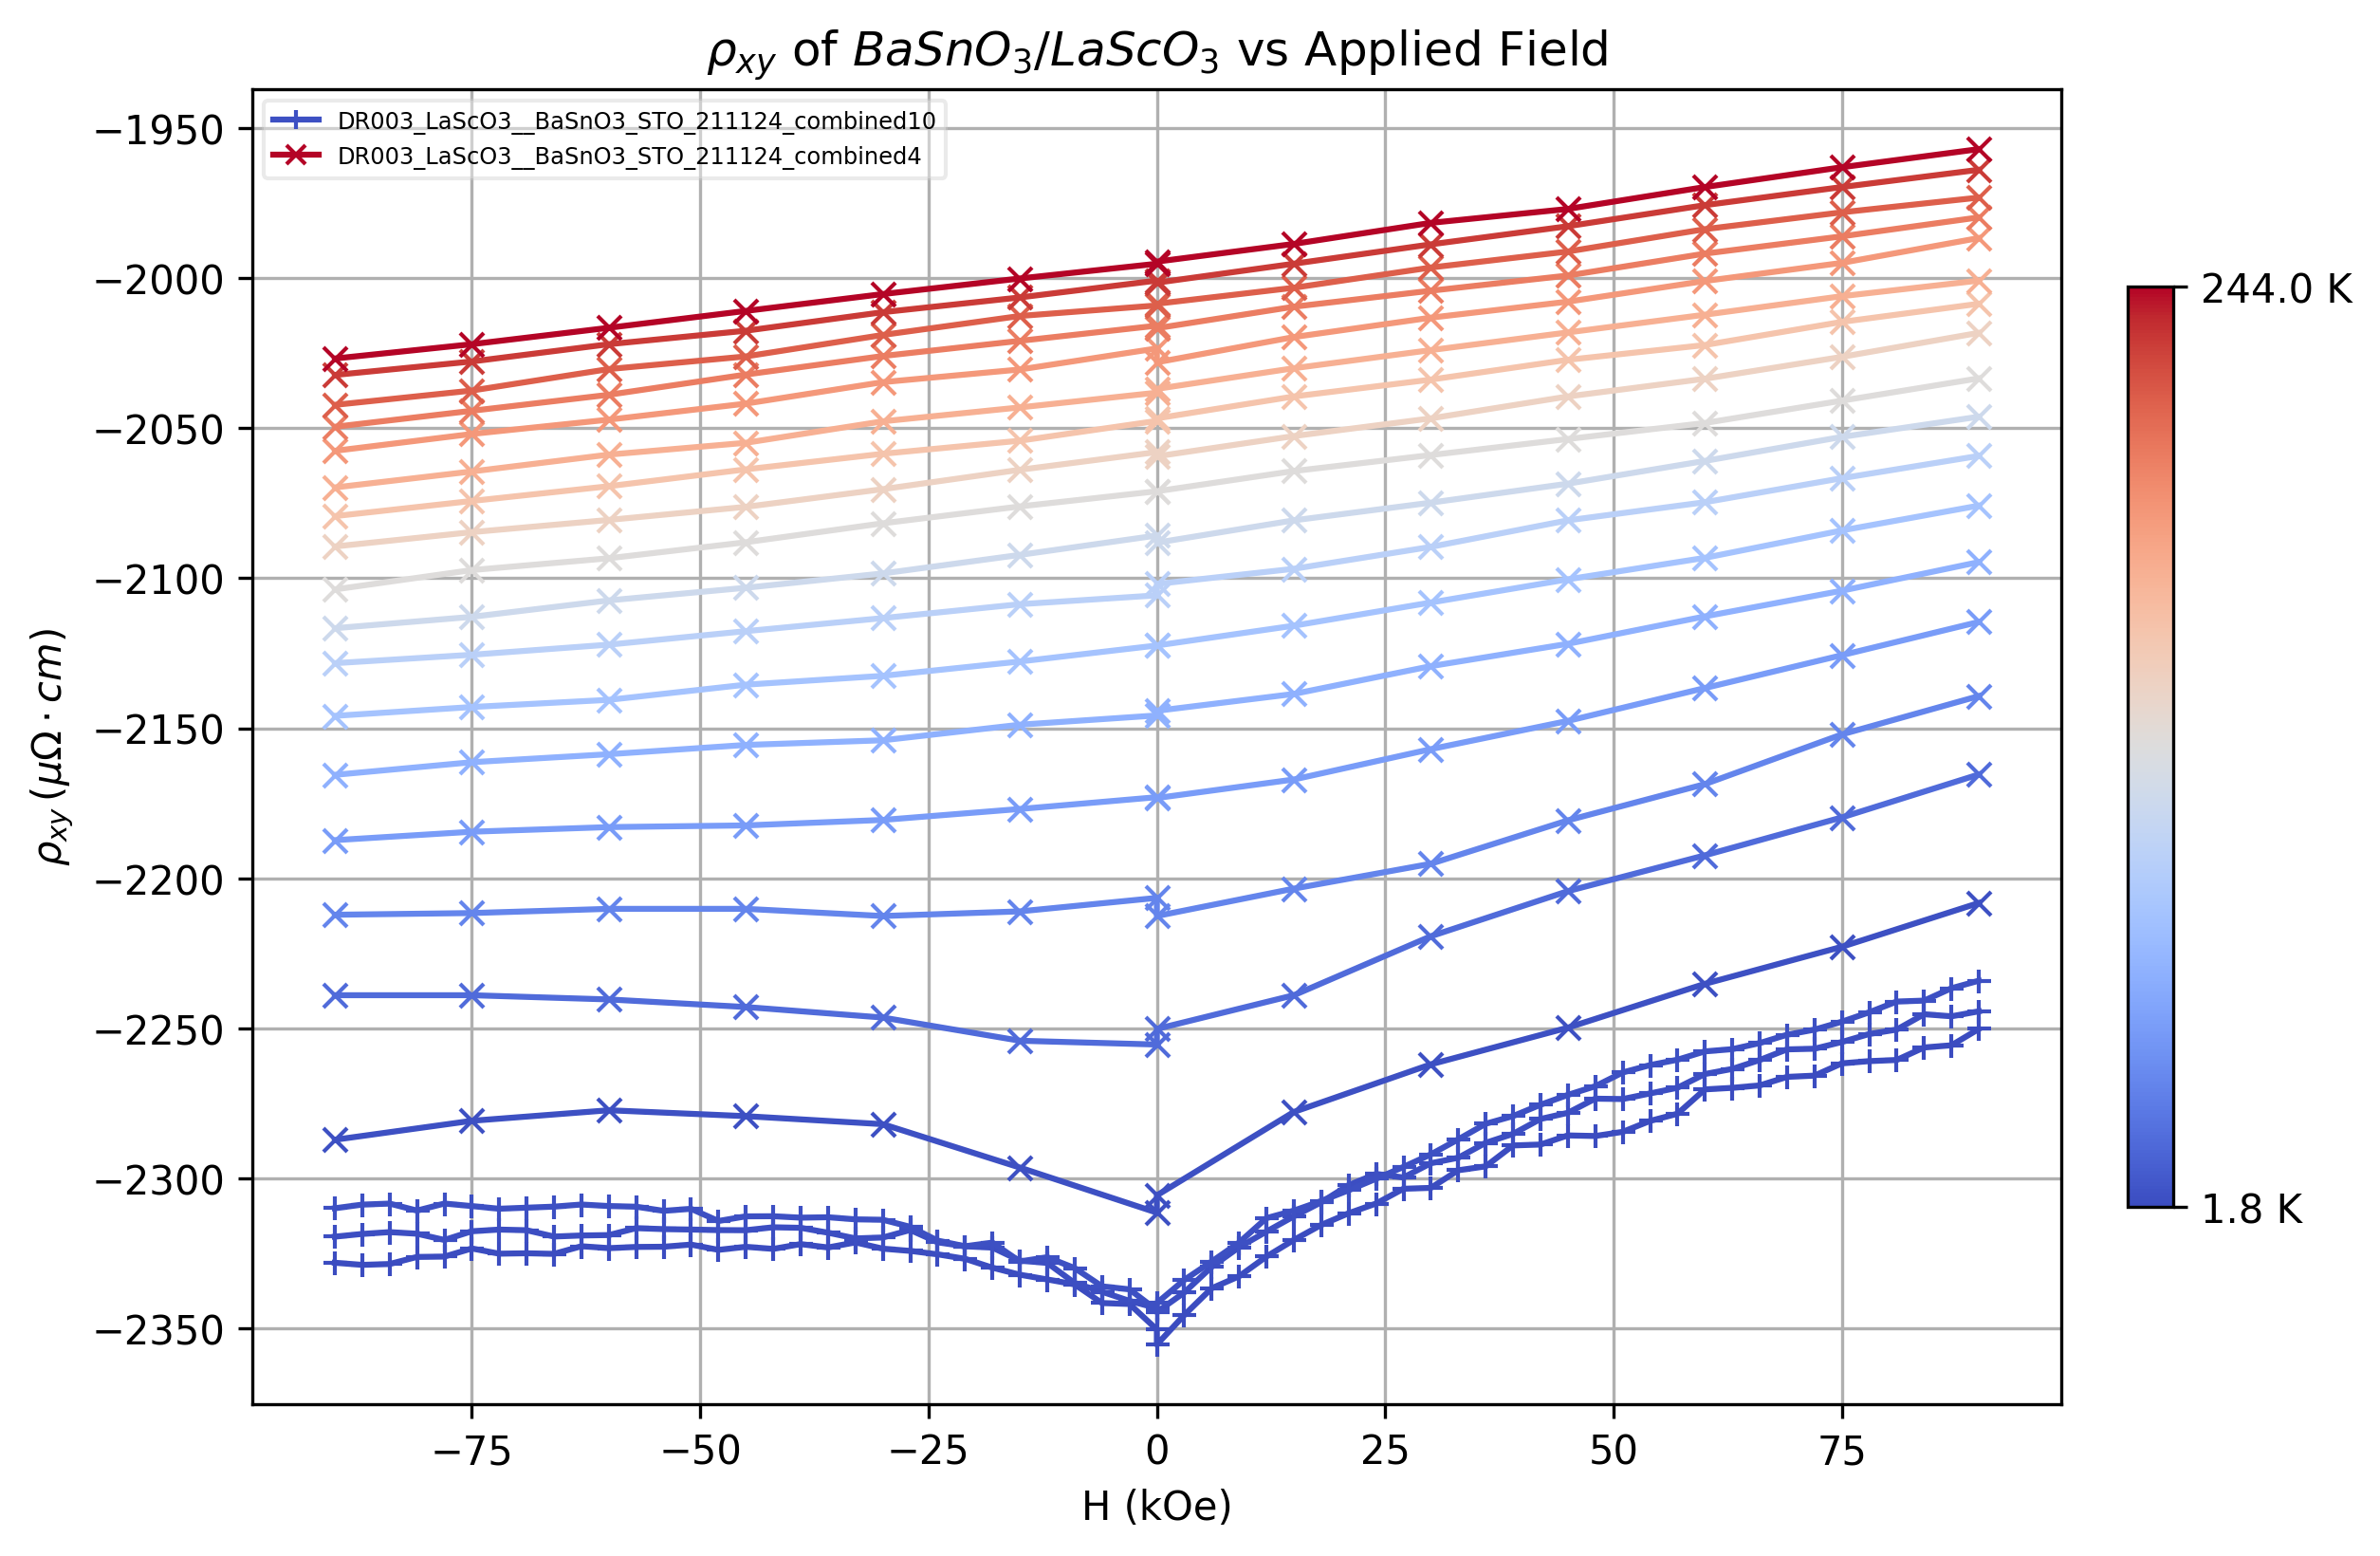 ρxy of BaSnO3/LaScO3 vs Applied Field
DR003_LaScO3__BaSnO3_STO_211124_combined10
DR003_LaScO3__BaSnO3_STO_211124_combined4
−1950
−2000
−2050
−2100
−2150
−2200
−2250
−2300
−2350
ρxy (μΩ · cm)
−75 −50 −25 0 25 50 75
H (kOe)
244.0 K
1.8 K